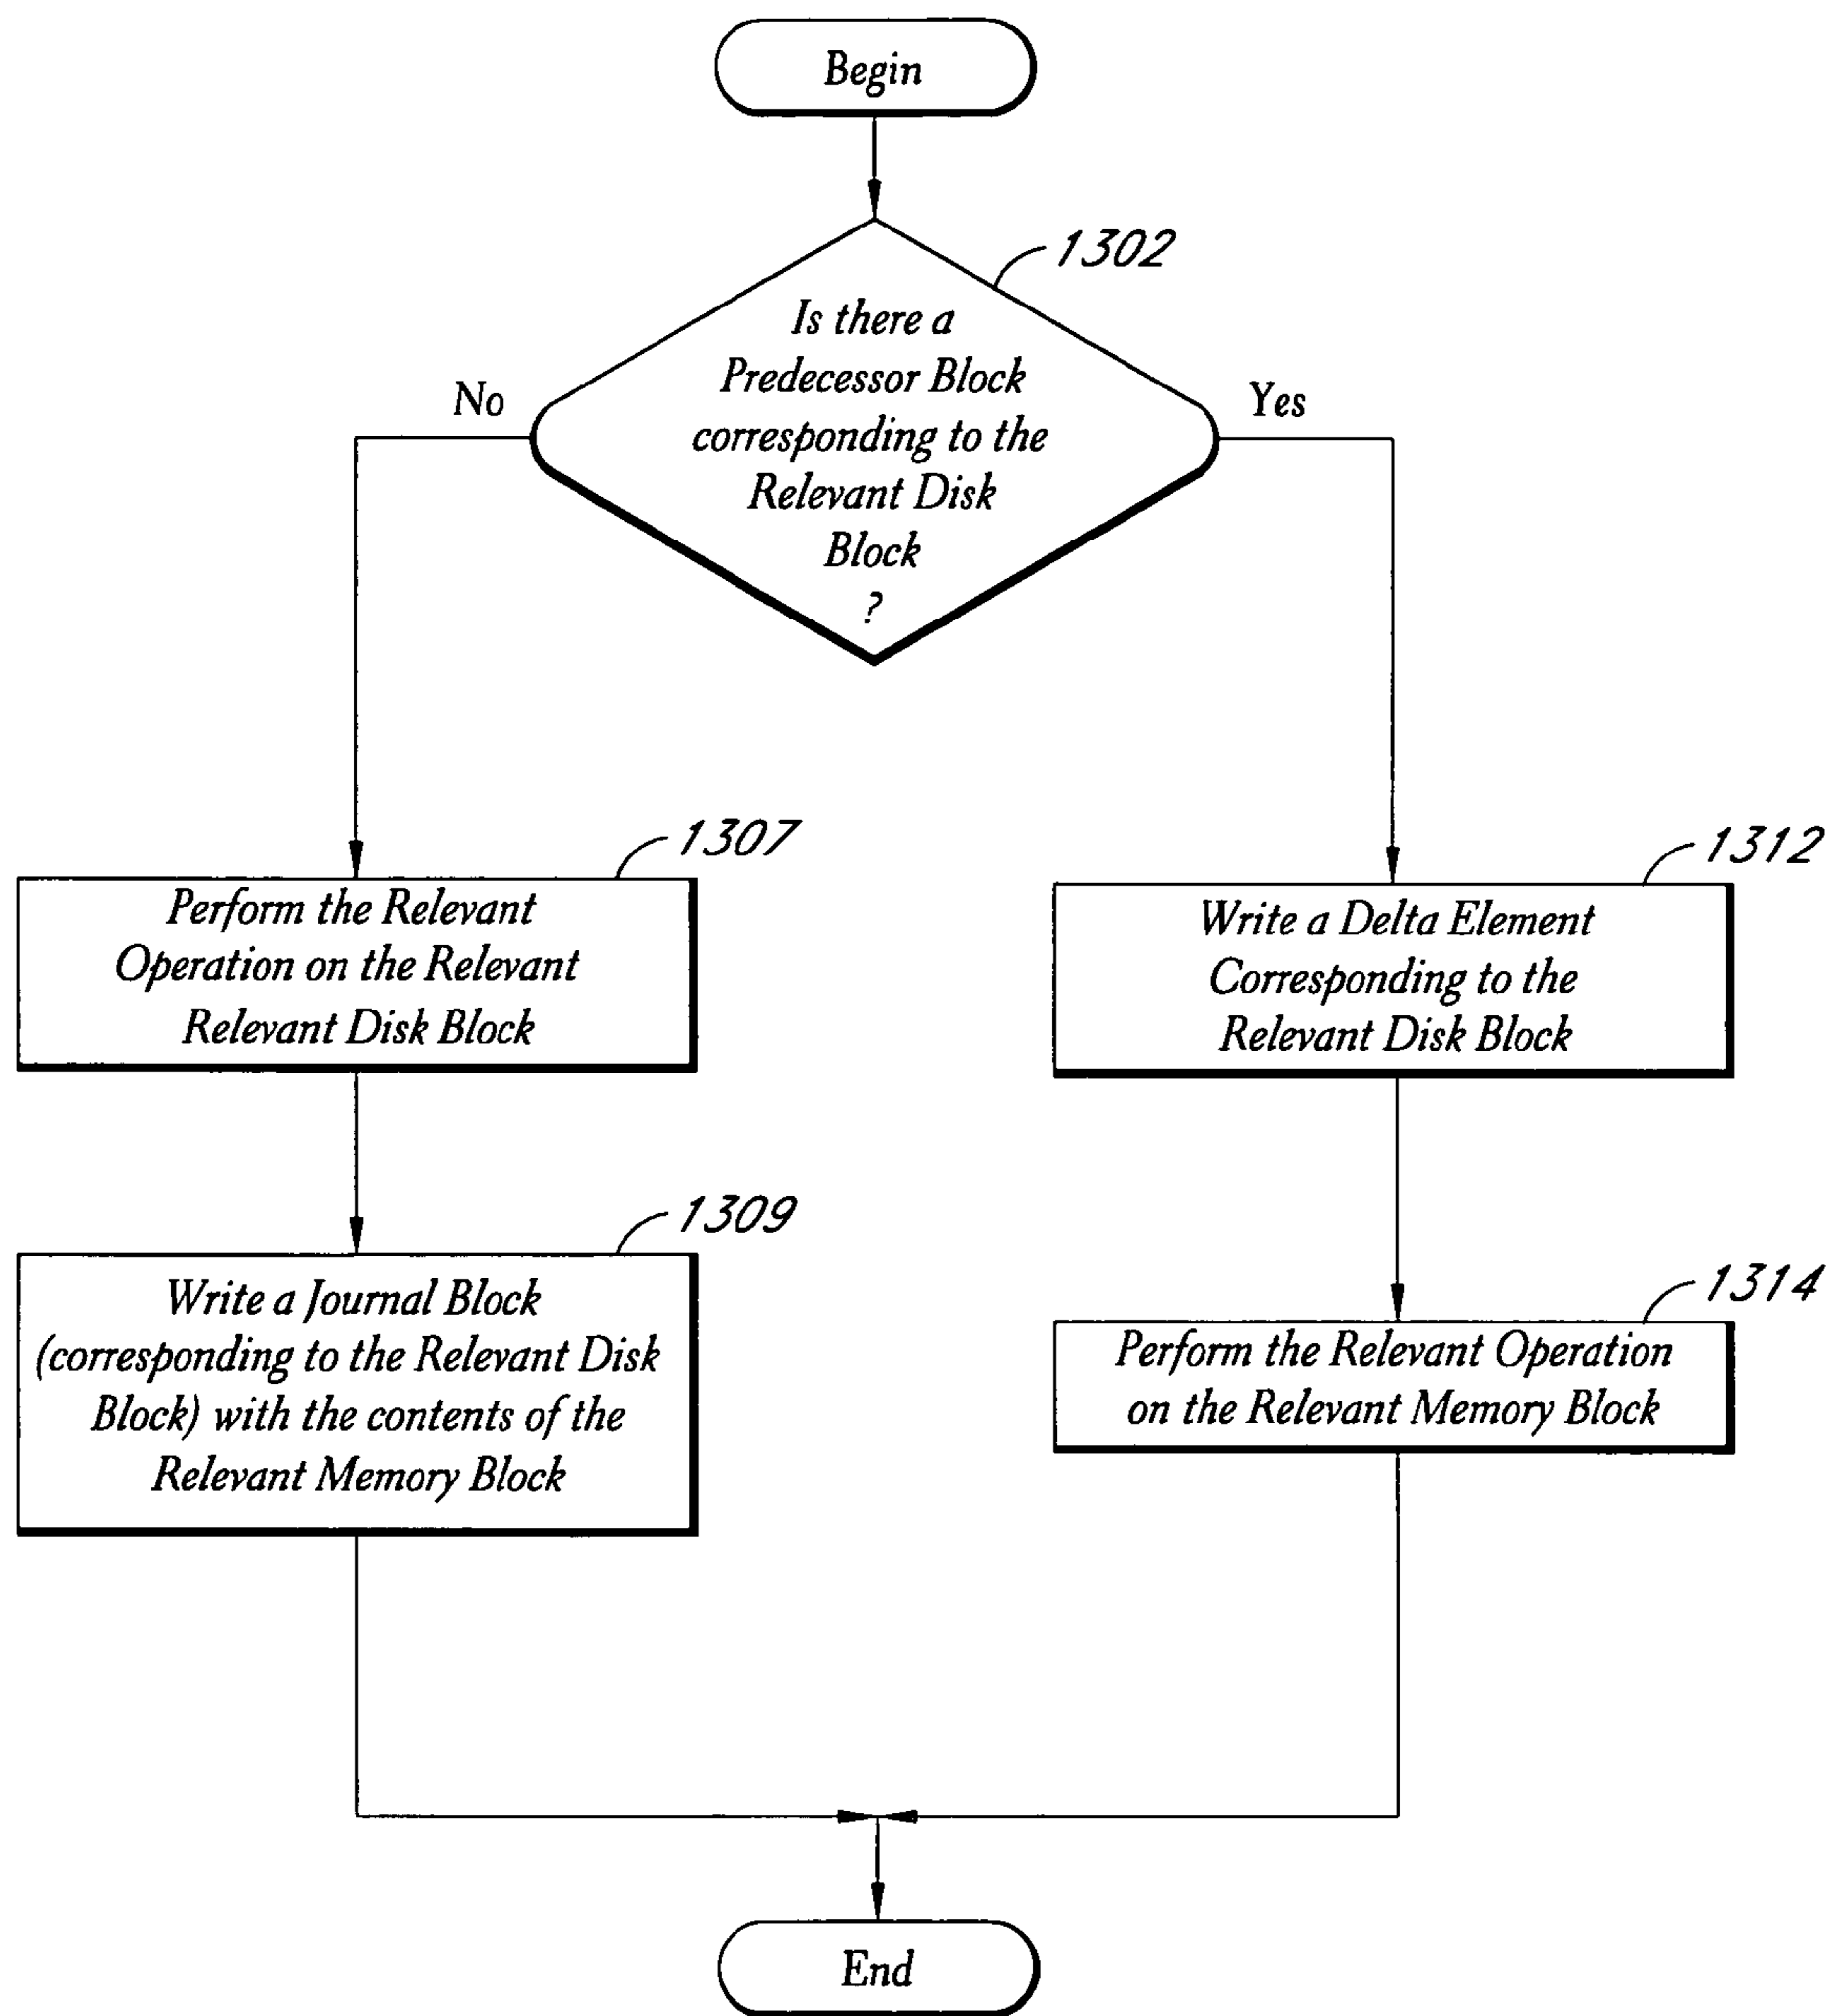 Begin
1302
Is there a
Predecessor Block
corresponding to the
Relevant Disk
Block
?
No
Yes
1307
Perform the Relevant
Operation on the Relevant
Relevant Disk Block
1312
Write a Delta Element
Corresponding to the
Relevant Disk Block
1309
Write a Journal Block
(corresponding to the Relevant Disk
Block) with the contents of the
Relevant Memory Block
1314
Perform the Relevant Operation
on the Relevant Memory Block
End